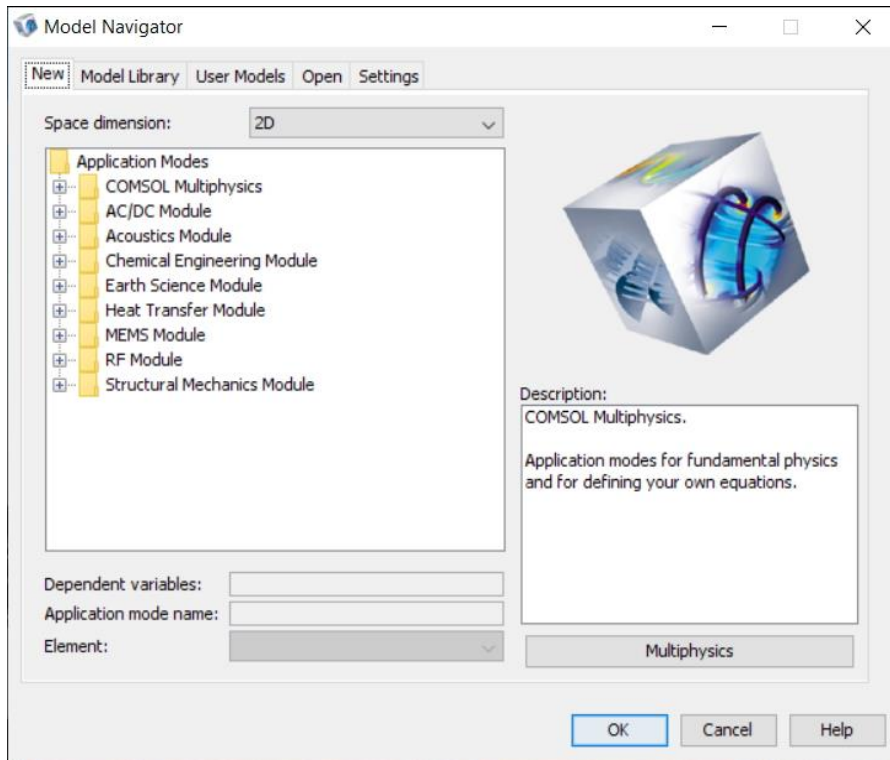 Model Navigator
New Model Library User Models Open Settings
Space dimension: 2D
Application Modes
COMSOL Multiphysics
AC/DC Module
Acoustics Module
Chemical Engineering Module
Earth Science Module
Heat Transfer Module
MEMS Module
RF Module
Structural Mechanics Module
Description:
COMSOL Multiphysics.
Application modes for fundamental physics
and for defining your own equations.
Dependent variables:
Application mode name:
Element:
Multiphysics
OK Cancel Help